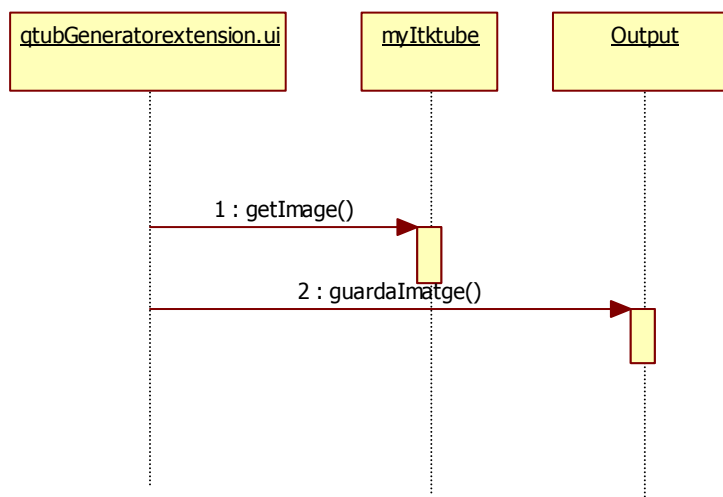 qtubGeneratorextension.ui
myItktube
Output
1 : getImage()
2 : guardaImatge()